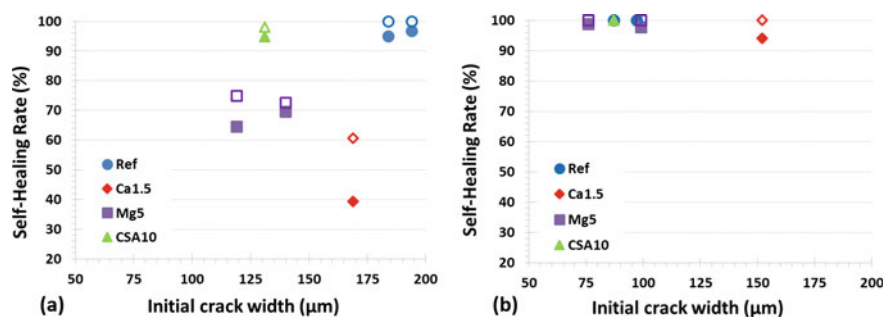 100
90
80
70
60
50
40
30
20
Self-Healing Rate (%)
Ref
Ca1.5
Mg5
CSA10
50
75
100
125
150
175
200
(a)
Initial crack width (µm)
100
90
80
70
60
50
40
30
20
Self-Healing Rate (%)
Ref
Ca1.5
Mg5
CSA10
50
75
100
125
150
175
200
(b)
Initial crack width (µm)